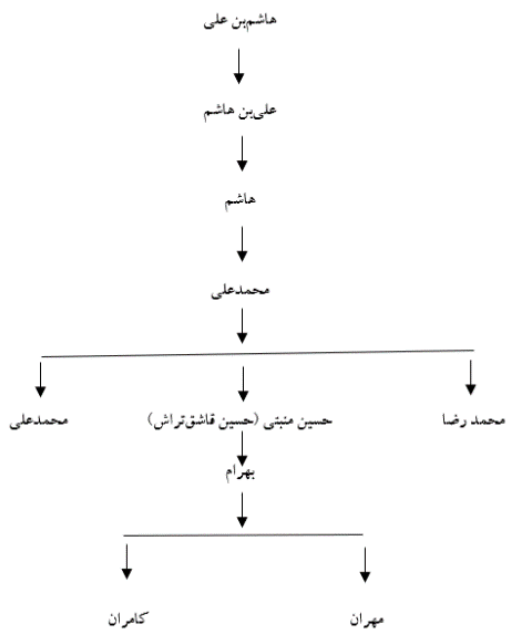 هاشم‌بن علی
علی‌بن هاشم
هاشم
محمدعلی
محمد رضا
حسین منبتی (حسین قاشق‌تراش)
محمدعلی
بهرام
مهران
کامران